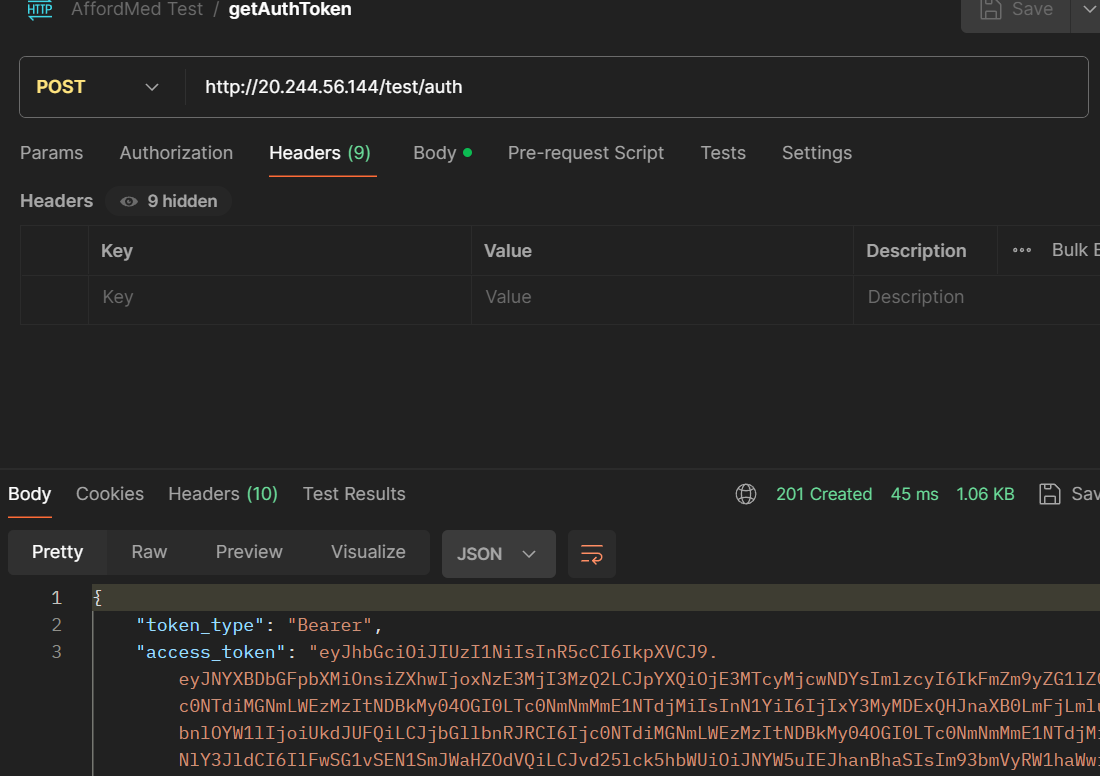 HTTP AffordMed Test / getAuthToken Save
POST http://20.244.56.144/test/auth
Params Authorization Headers (9) Body Pre-request Script Tests Settings
Headers 9 hidden
Key Value Description ••• Bulk E
Key Value Description
Body Cookies Headers (10) Test Results 201 Created 45 ms 1.06 KB Sav
Pretty Raw Preview Visualize JSON
1 {
2 "token_type": "Bearer",
3 "access_token": "eyJhbGciOiJIUzI1NiIsInR5cCI6IkpXVCJ9.
eyJNYXBDbGFpbXMiOnsiZXhwIjoxNzE3MjI3MzQ2LCJpYXQiOjE3MTcyMjcwNDYsImlzcyI6IkFmZm9yZG1lZC
c0NTdiMGNmLWEzMzItNDBkMy04OGI0LTc0NmNmMmE1NTdjMiIsInN1YiI6IjIxY3MyMDExQHJnaXB0LmFjLmlu
bnlOYW1lIjoiUkdJUFQiLCJjbGllbnRJRCI6Ijc0NTdiMGNmLWEzMzItNDBkMy04OGI0LTc0NmNmMmE1NTdjMi
NlY3JldCI6IlFwSG1vSEN1SmJWaHZOdVQiLCJvd25lck5hbWUiOiJNYW5uIEJhanBhaSIsIm93bmVyRW1haWwi